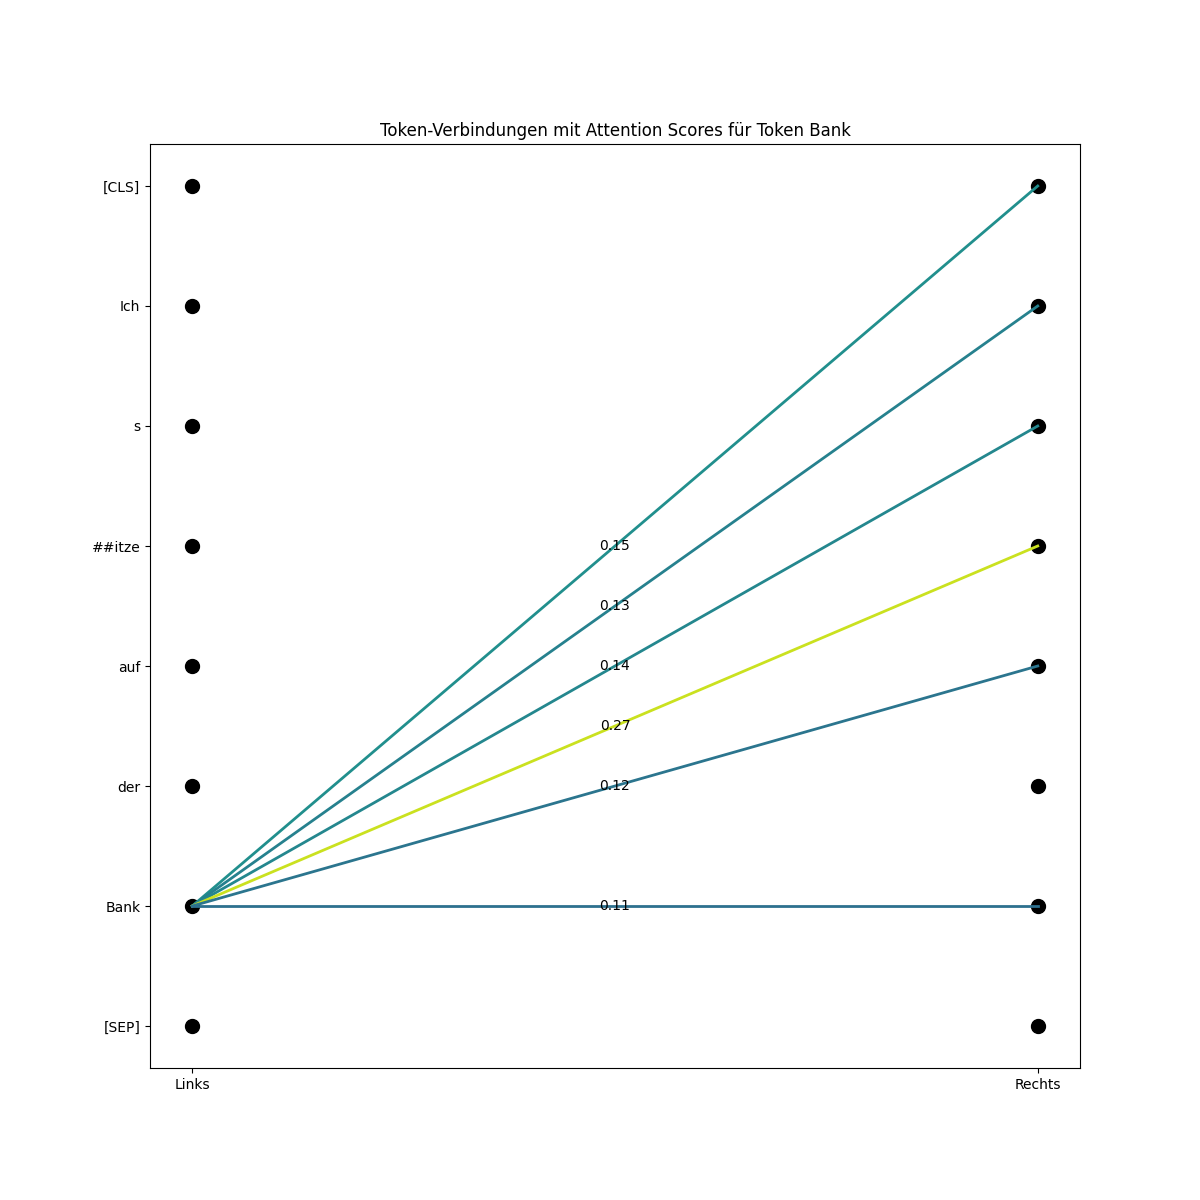 Token-Verbindungen mit Attention Scores für Token Bank
[CLS]
Ich
s
##itze
0.15
0.13
auf
0.14
0.27
der
0.12
Bank
0.11
[SEP]
Links
Rechts